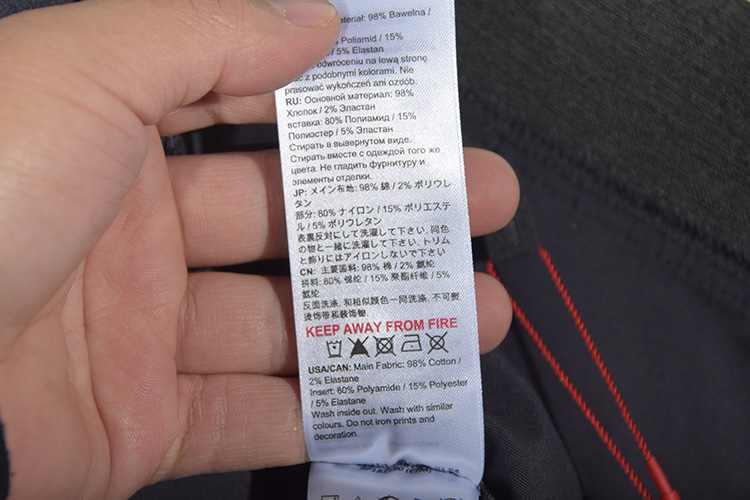 aterial: 98% Bawełna /
Poliamid / 15%
/ 5% Elastan
odwróceniu na lewą stronę.
z podobnymi kolorami. Nie
prasować wykończeń ani ozdób.
RU: Основной материал: 98%
Хлопок / 2% Эластан
вставка: 80% Полиамид / 15%
Полиэстер / 5% Эластан
Стирать в вывернутом виде.
Стирать вместе с одеждой того же
цвета. Не гладить фурнитуру и
элементы отделки.
JP: メイン布地: 98% 綿 / 2% ポリウレ
タン
部分: 80% ナイロン / 15% ポリエステ
ル / 5% ポリウレタン
表裏反対にして洗濯して下さい. 同色
の物と一緒に洗濯して下さい. トリム
と飾りにはアイロンしないで下さい
CN: 主要面料: 98% 棉 / 2% 氨纶
拼料: 80% 锦纶 / 15% 聚酯纤维 / 5%
氨纶
反面洗涤. 和相似颜色一同洗涤. 不可熨
烫饰带和装饰物.
KEEP AWAY FROM FIRE
USA/CAN: Main Fabric: 98% Cotton /
2% Elastane
Insert: 80% Polyamide / 15% Polyester
/ 5% Elastane
Wash inside out. Wash with similar
colours. Do not iron prints and
decoration.